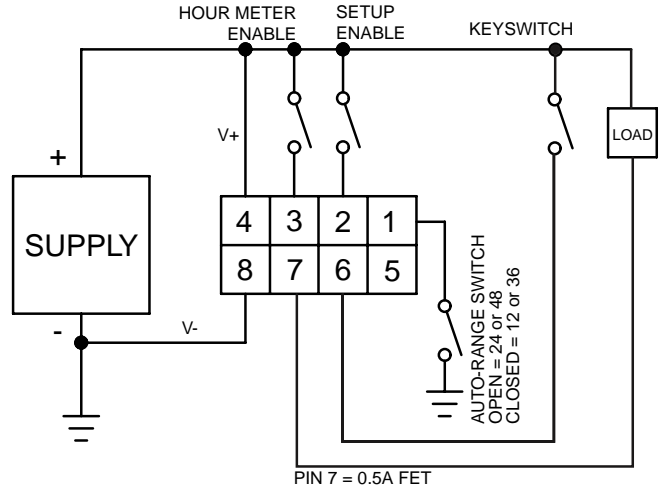 HOUR METER
ENABLE
SETUP
ENABLE
KEYSWITCH
V+
LOAD
+
SUPPLY
-
V-
4 3 2 1
8 7 6 5
AUTO-RANGE SWITCH
OPEN = 24 or 48
CLOSED = 12 or 36
PIN 7 = 0.5A FET